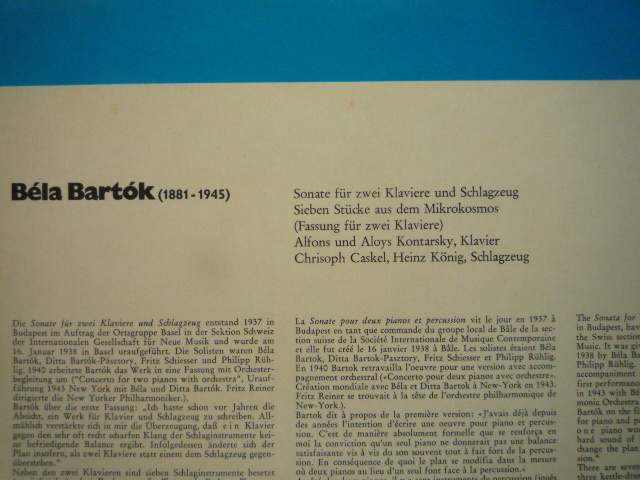 Béla Bartók (1881-1945)
Sonate für zwei Klaviere und Schlagzeug
Sieben Stücke aus dem Mikrokosmos
(Fassung für zwei Klaviere)
Alfons und Aloys Kontarsky, Klavier
Chrisoph Caskel, Heinz König, Schlagzeug
Die Sonate für zwei Klaviere und Schlagzeug entstand 1937 in
Budapest im Auftrag der Ortsgruppe Basel in der Sektion Schweiz
der Internationalen Gesellschaft für Neue Musik und wurde am
16. Januar 1938 in Basel uraufgeführt. Die Solisten waren Béla
Bartók, Ditta Bartók-Pásztory, Fritz Schiesser und Philipp Rüh-
lig. 1940 arbeitete Bartók das Werk in eine Fassung mit Orchester-
begleitung um ("Concerto for two pianos with orchestra", Urauf-
führung 1943 New York mit Béla und Ditta Bartók. Fritz Reiner
dirigierte die New Yorker Philharmoniker.).
Bartók über die erste Fassung: „Ich hatte schon vor Jahren die
Absicht, ein Werk für Klavier und Schlagzeug zu schreiben. All-
mählich verstärkte sich in mir die Überzeugung, daß ein Klavier
gegen den sehr oft recht scharfen Klang der Schlaginstrumente kei-
ne befriedigende Balance ergibt. Infolgedessen änderte sich der
Plan insofern, als zwei Klaviere statt einem dem Schlagzeug gegen-
überstehen."
Neben den zwei Klavieren sind sieben Schlaginstrumente besetzt
La Sonate pour deux pianos et percussion vit le jour en 1937 à
Budapest en tant que commande du groupe local de Bâle de la sec-
tion suisse de la Société Internationale de Musique Contemporaine
et elle fut créé le 16 janvier 1938 à Bâle. Les solistes étaient Béla
Bartók, Ditta Bartok-Pasztory, Fritz Schiesser et Philipp Rühlig.
En 1940 Bartok retravailla l'oeuvre pour une version avec accom-
pagnement orchestral («Concerto pour deux pianos avec orchestre».
Création mondiale avec Béla et Ditta Bartok à New-York en 1943.
Fritz Reiner se trouvait à la tête de l'orchestre philharmonique de
New-York.).
Bartok dit à propos de la première version: «J'avais déjà depuis
des années l'intention d'écrire une oeuvre pour piano et percus-
sion. C'est de manière absolument formelle que se renforça en
moi la conviction qu'un seul piano ne donnerait pas une balance
satisfaisante vis à vis du son souvent tout à fait fort de la percus-
sion. En conséquence de quoi le plan se modifia dans la mesure
où deux pianos au lieu d'un seul font face à la percussion.»
The Sonata for
in Budapest, hav
the Swiss section
Music. It was gi
1938 by Béla Ba
Philipp Rühlig.
accompaniment
first performance
in 1943 with Bé
monic Orchestra
Bartók on the fi
for piano and p
one piano wo
hard sound of
change the plan
sion."
There are seve
three kettle-dru